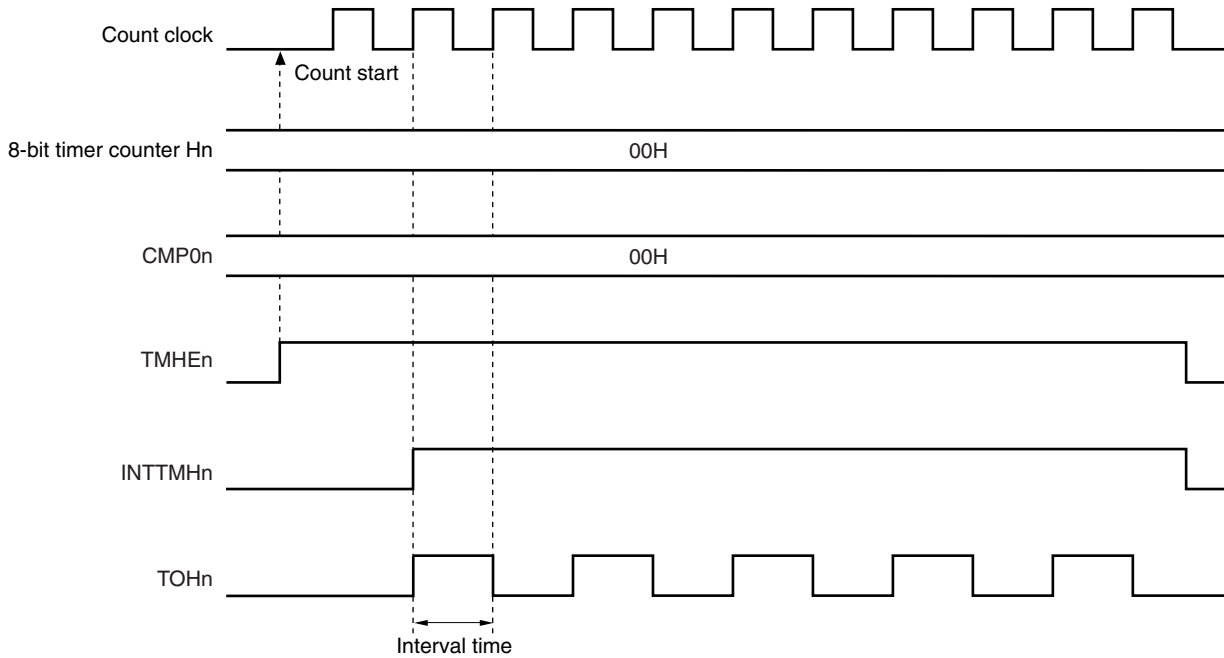 Count clock
Count start
8-bit timer counter Hn
00H
CMP0n
00H
TMHEn
INTTMHn
TOHn
Interval time